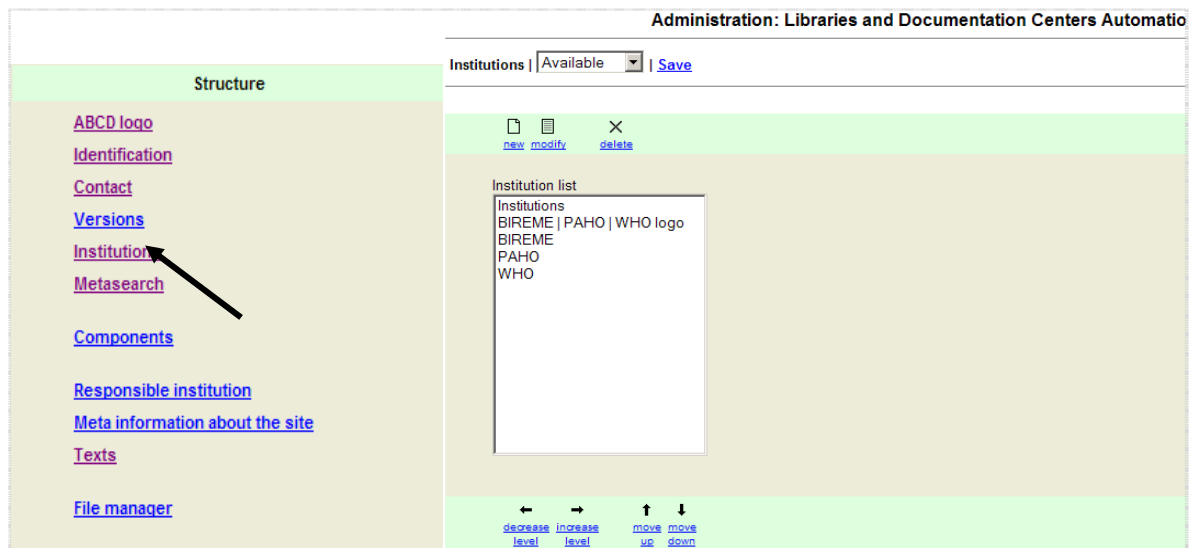 Administration: Libraries and Documentation Centers Automatio
Institutions | Available | Save
Structure
ABCD logo
Identification
Contact
Versions
Institution
Metasearch
Components
Responsible institution
Meta information about the site
Texts
File manager
new modify delete
Institution list
Institutions
BIREME | PAHO | WHO logo
BIREME
PAHO
WHO
decrease level increase level move up move down